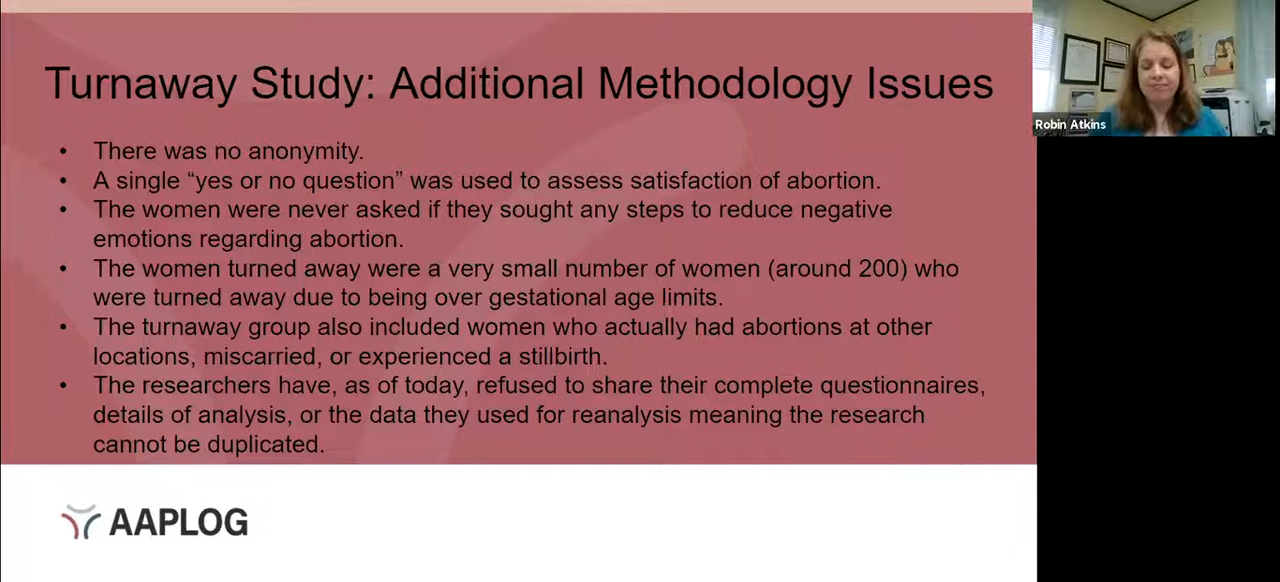 Turnaway Study: Additional Methodology Issues
• There was no anonymity.
• A single “yes or no question” was used to assess satisfaction of abortion.
• The women were never asked if they sought any steps to reduce negative
emotions regarding abortion.
• The women turned away were a very small number of women (around 200) who
were turned away due to being over gestational age limits.
• The turnaway group also included women who actually had abortions at other
locations, miscarried, or experienced a stillbirth.
• The researchers have, as of today, refused to share their complete questionnaires,
details of analysis, or the data they used for reanalysis meaning the research
cannot be duplicated.
AAPLOG
Robin Atkins